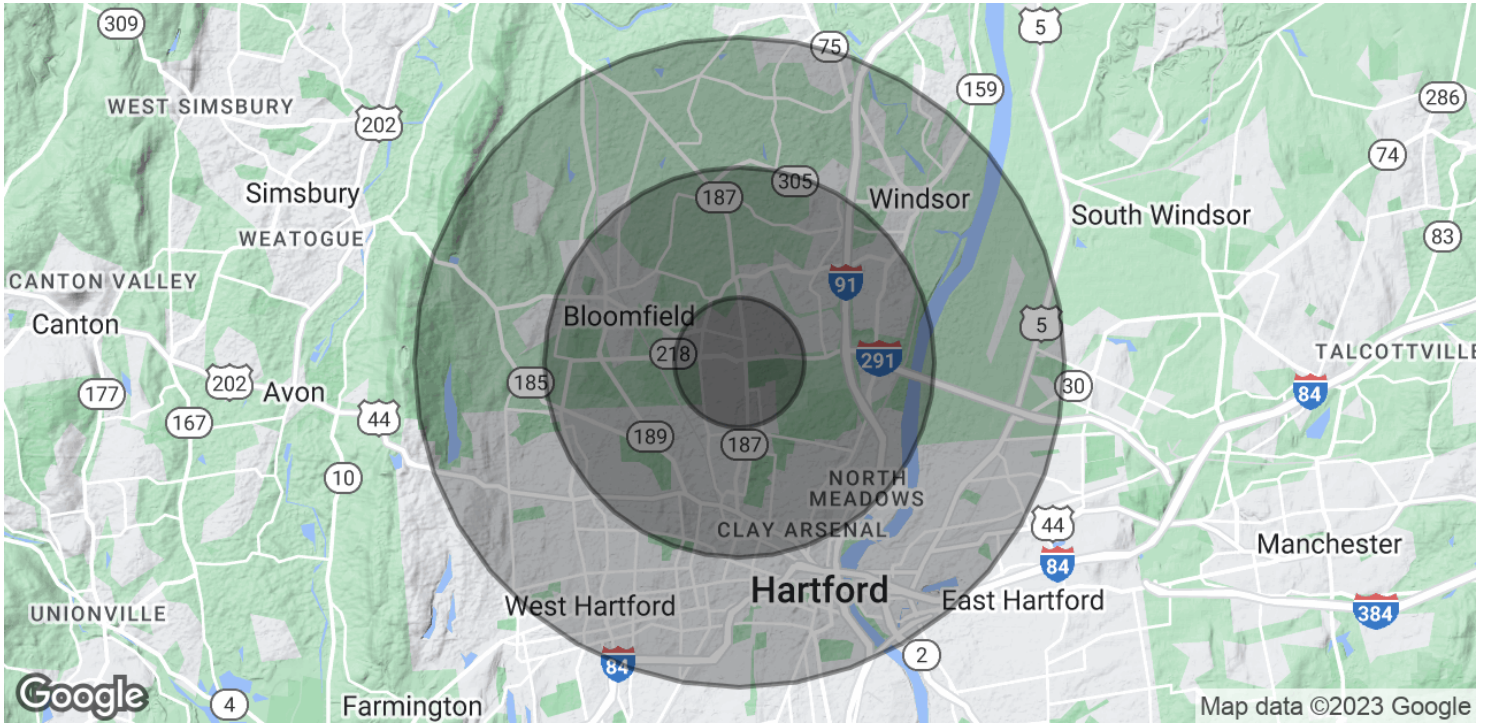 309
75
5
159
286
WEST SIMSBURY
202
74
Simsbury
305
187
Windsor
South Windsor
WEATOGUE
83
CANTON VALLEY
91
Canton
Bloomfield
5
218
291
TALCOTTVILLE
202
185
30
84
177
Avon
44
167
189
187
10
NORTH
MEADOWS
CLAY ARSENAL
44
Manchester
84
Hartford
West Hartford
East Hartford
UNIONVILLE
384
2
84
Google
4
Farmington
Map data ©2023 Google